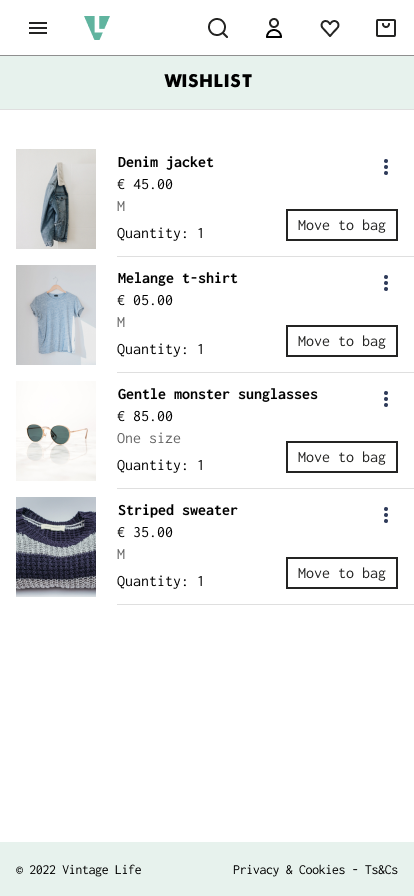 WISHLIST
Denim jacket
€ 45.00
M
Quantity: 1
Move to bag
Melange t-shirt
€ 05.00
M
Quantity: 1
Move to bag
Gentle monster sunglasses
€ 85.00
One size
Quantity: 1
Move to bag
Striped sweater
€ 35.00
M
Quantity: 1
Move to bag
© 2022 Vintage Life
Privacy & Cookies - Ts&Cs